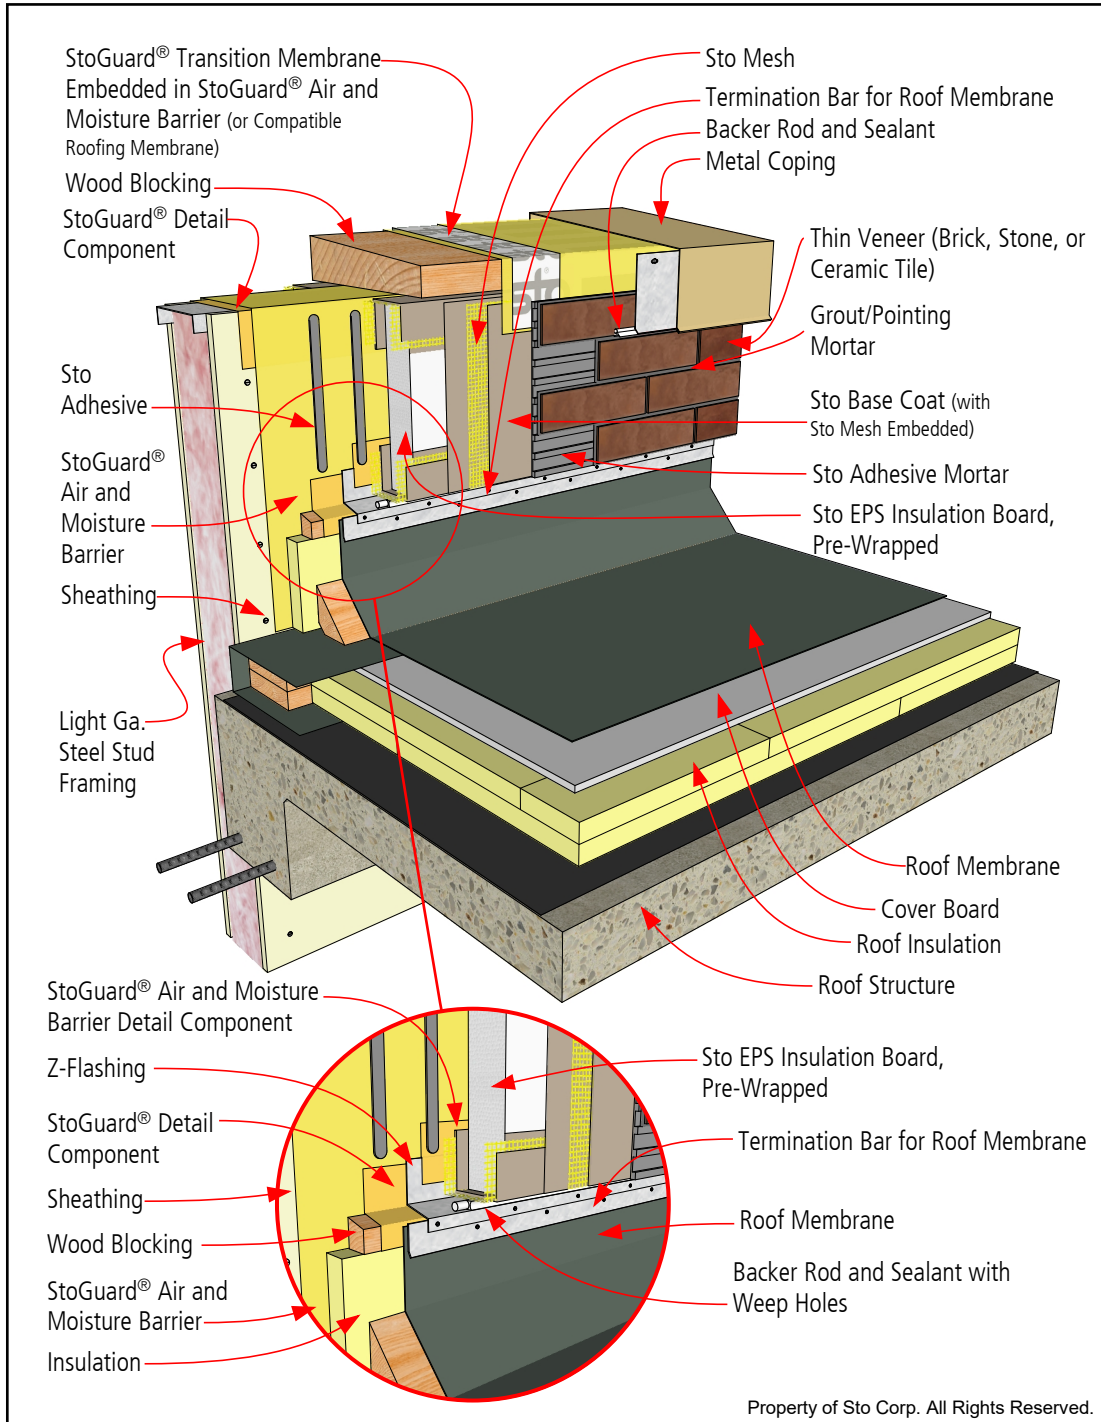 StoGuard® Transition Membrane
Embedded in StoGuard® Air and
Moisture Barrier (or Compatible
Roofing Membrane)
Wood Blocking
StoGuard® Detail
Component
Sto
Adhesive
StoGuard®
Air and
Moisture
Barrier
Sheathing
Light Ga.
Steel Stud
Framing
Sto Mesh
Termination Bar for Roof Membrane
Backer Rod and Sealant
Metal Coping
Thin Veneer (Brick, Stone, or
Ceramic Tile)
Grout/Pointing
Mortar
Sto Base Coat (with
Sto Mesh Embedded)
Sto Adhesive Mortar
Sto EPS Insulation Board,
Pre-Wrapped
Roof Membrane
Cover Board
Roof Insulation
Roof Structure
StoGuard® Air and Moisture
Barrier Detail Component
Z-Flashing
StoGuard® Detail
Component
Sheathing
Wood Blocking
StoGuard® Air and
Moisture Barrier
Insulation
Sto EPS Insulation Board,
Pre-Wrapped
Termination Bar for Roof Membrane
Roof Membrane
Backer Rod and Sealant with
Weep Holes
Property of Sto Corp. All Rights Reserved.